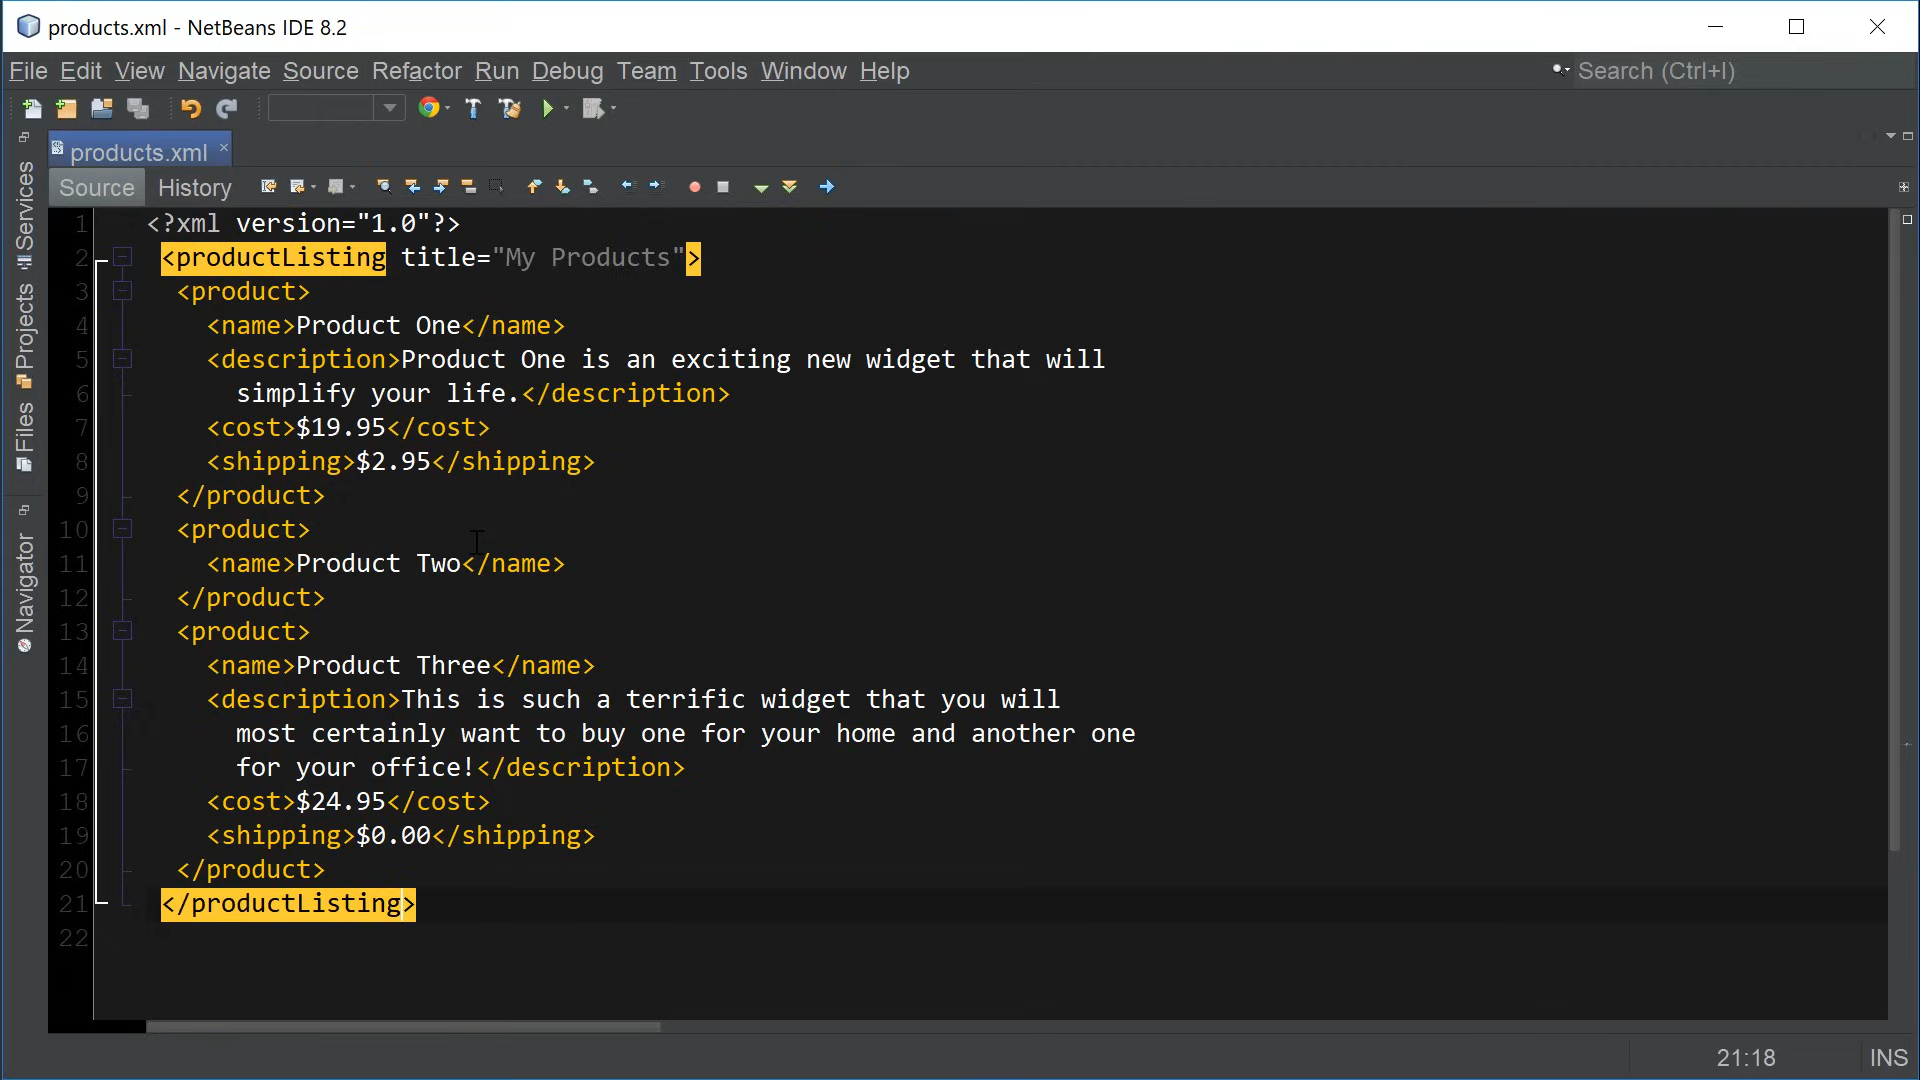 products.xml - NetBeans IDE 8.2
File Edit View Navigate Source Refactor Run Debug Team Tools Window Help
Search (Ctrl+I)
products.xml
Source History
Services
Projects
Files
Navigator
1 <?xml version="1.0"?>
2 <productListing title="My Products">
3 <product>
4 <name>Product One</name>
5 <description>Product One is an exciting new widget that will
6 simplify your life.</description>
7 <cost>$19.95</cost>
8 <shipping>$2.95</shipping>
9 </product>
10 <product>
11 <name>Product Two</name>
12 </product>
13 <product>
14 <name>Product Three</name>
15 <description>This is such a terrific widget that you will
16 most certainly want to buy one for your home and another one
17 for your office!</description>
18 <cost>$24.95</cost>
19 <shipping>$0.00</shipping>
20 </product>
21 </productListing>
22
21:18 INS